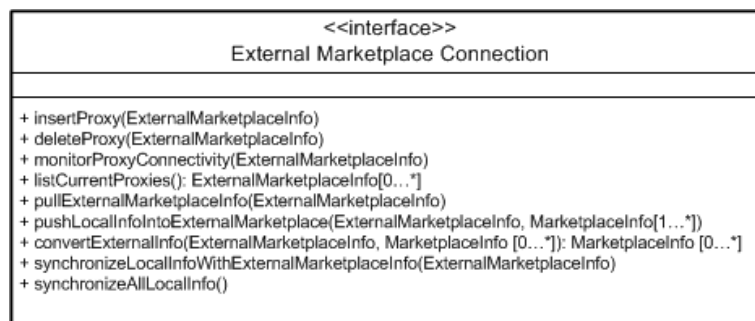 <<interface>>
External Marketplace Connection
+ insertProxy(ExternalMarketplaceInfo)
+ deleteProxy(ExternalMarketplaceInfo)
+ monitorProxyConnectivity(ExternalMarketplaceInfo)
+ listCurrentProxies(): ExternalMarketplaceInfo[0…*]
+ pullExternalMarketplaceInfo(ExternalMarketplaceInfo)
+ pushLocalInfoIntoExternalMarketplace(ExternalMarketplaceInfo, MarketplaceInfo[1…*])
+ convertExternalInfo(ExternalMarketplaceInfo, MarketplaceInfo [0…*]): MarketplaceInfo [0…*]
+ synchronizeLocalInfoWithExternalMarketplaceInfo(ExternalMarketplaceInfo)
+ synchronizeAllLocalInfo()